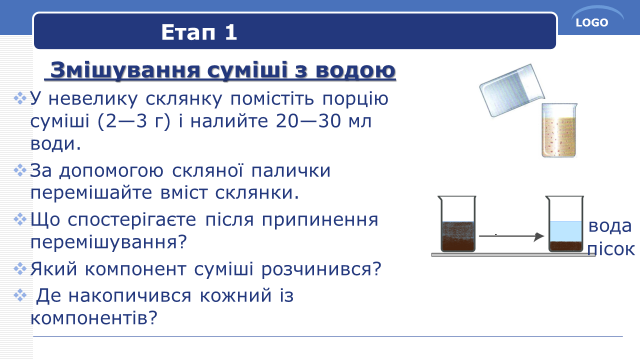 Етап 1
LOGO
Змішування суміші з водою
У невелику склянку помістіть порцію
суміші (2—3 г) і налийте 20—30 мл
води.
За допомогою скляної палички
перемішайте вміст склянки.
Що спостерігаєте після припинення
перемішування?
Який компонент суміші розчинився?
Де накопичився кожний із
компонентів?
вода
пісок